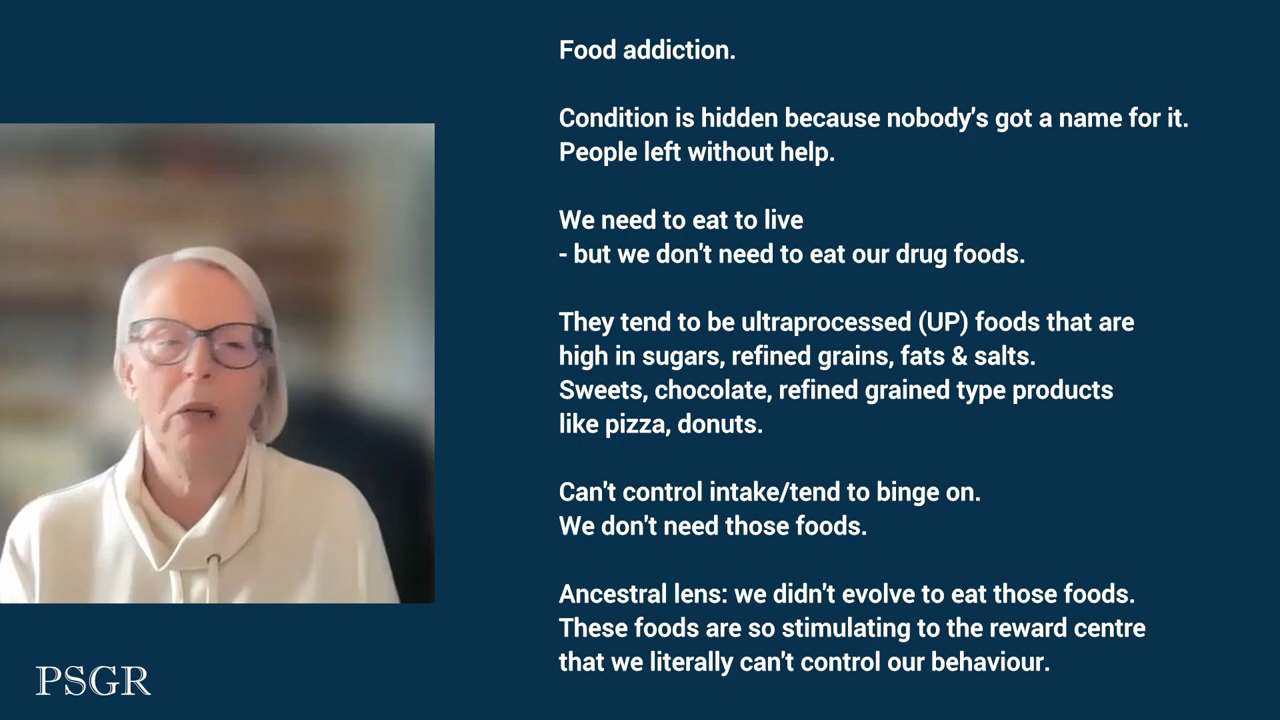 Food addiction.
Condition is hidden because nobody's got a name for it.
People left without help.
We need to eat to live
- but we don't need to eat our drug foods.
They tend to be ultraprocessed (UP) foods that are
high in sugars, refined grains, fats & salts.
Sweets, chocolate, refined grained type products
like pizza, donuts.
Can't control intake/tend to binge on.
We don't need those foods.
Ancestral lens: we didn't evolve to eat those foods.
These foods are so stimulating to the reward centre
that we literally can't control our behaviour.
PSGR